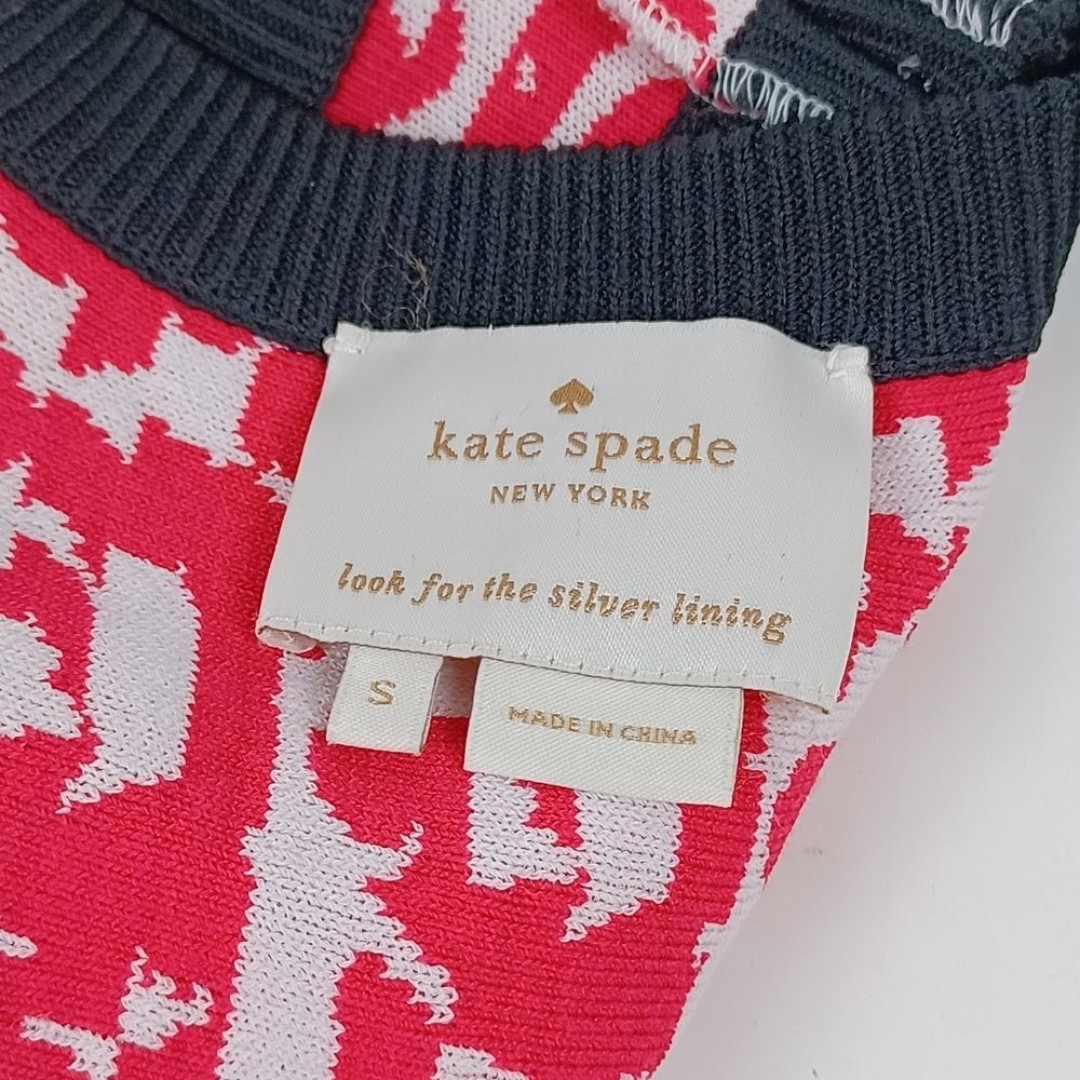 kate spade
NEW YORK
look for the silver lining
S
MADE IN CHINA